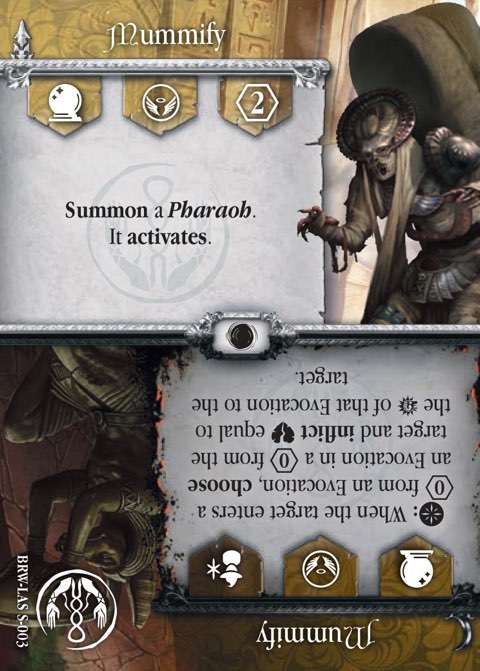 Mummify
2
Summon a Pharaoh.
It activates.
Mummify
: When the target enters a
0 from an Evocation, choose
an Evocation in a 0 from the
target and inflict equal to
the of that Evocation to the
target.
BRW-LAS S-003